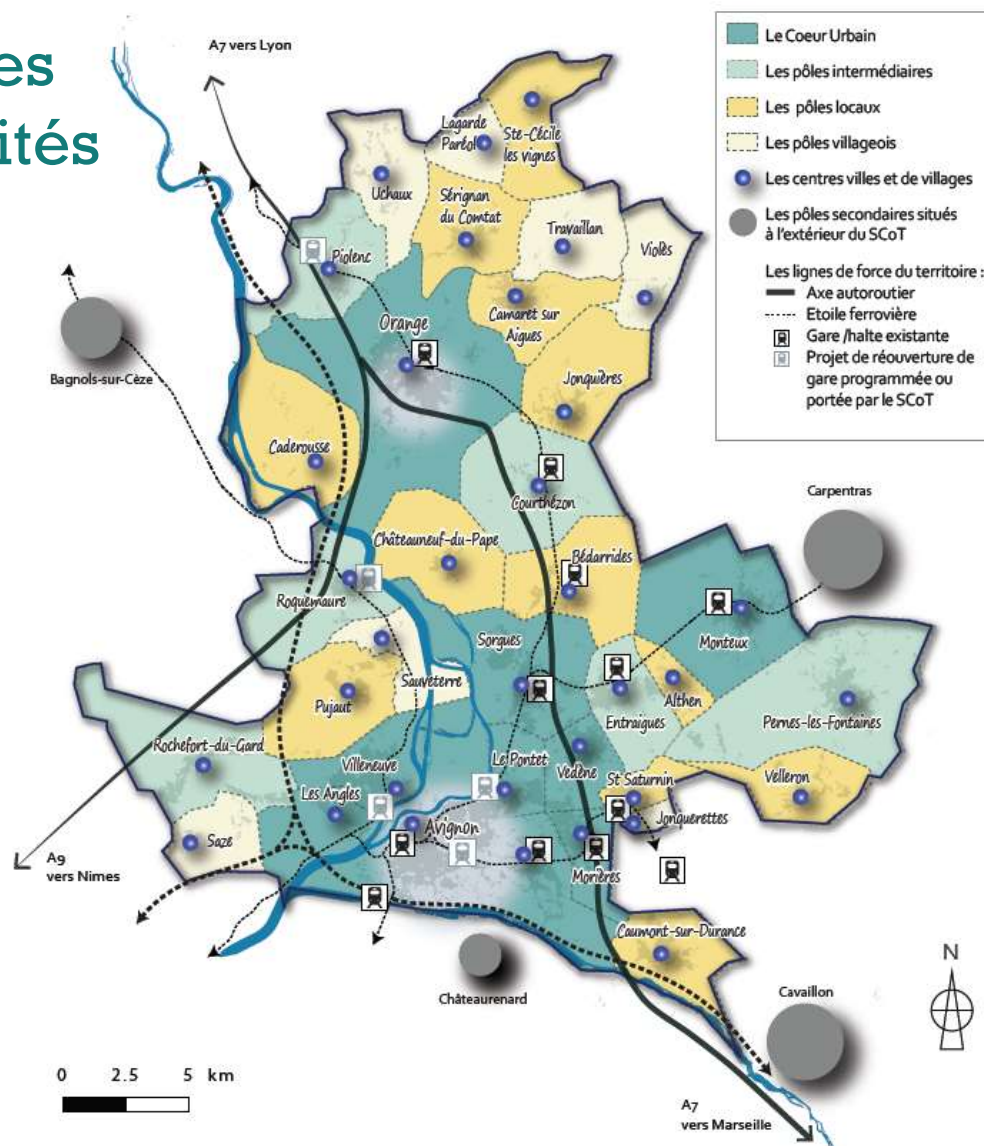 es
ités
A7 vers Lyon
Le Coeur Urbain
Les pôles intermédiaires
Les pôles locaux
Les pôles villageois
Les centres villes et de villages
Les pôles secondaires situés
à l'extérieur du SCoT
Les lignes de force du territoire :
Axe autoroutier
Etoile ferrovière
Gare /halte existante
Projet de réouverture de
gare programmée ou
portée par le SCoT
Lagarde
Paréol
Ste-Cécile
les vignes
Uchaux
Sérignan
du Comtat
Travaillan
Violès
Piolenc
Orange
Camaret sur
Aigues
Bagnols-sur-Cèze
Jonquières
Caderousse
Courthézon
Carpentras
Châteauneuf-du-Pape
Bédarrides
Roquemaure
Sorgues
Monteux
Sauveterre
Pujaut
Entraigues
Althen
Pernes-les-Fontaines
Rochefort-du-Gard
Villeneuve
Le Pontet
Vedène
St Saturnin
Velleron
Les Angles
Avignon
Jonquerettes
Saze
Morières
A9
vers Nimes
Caumont-sur-Durance
Châteaurenard
Cavaillon
N
0 2.5 5 km
A7
vers Marseille